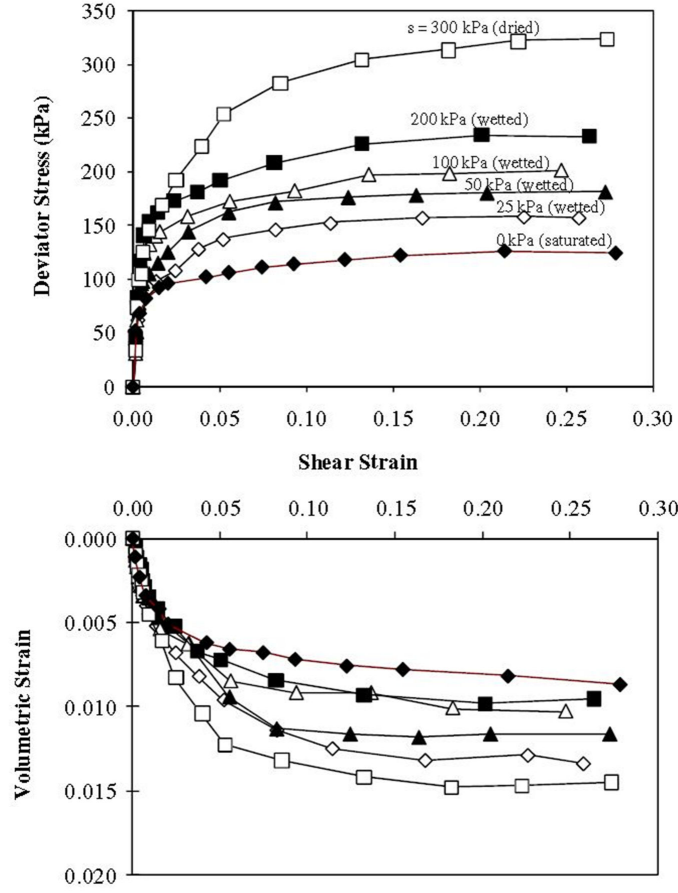 350
s = 300 kPa (dried)
300
250
200 kPa (wetted)
200
100 kPa (wetted)
50 kPa (wetted)
150
25 kPa (wetted)
0 kPa (saturated)
100
50
0
Deviator Stress (kPa)
0.00 0.05 0.10 0.15 0.20 0.25 0.30
Shear Strain
0.00 0.05 0.10 0.15 0.20 0.25 0.30
0.000
0.005
0.010
0.015
0.020
Volumetric Strain